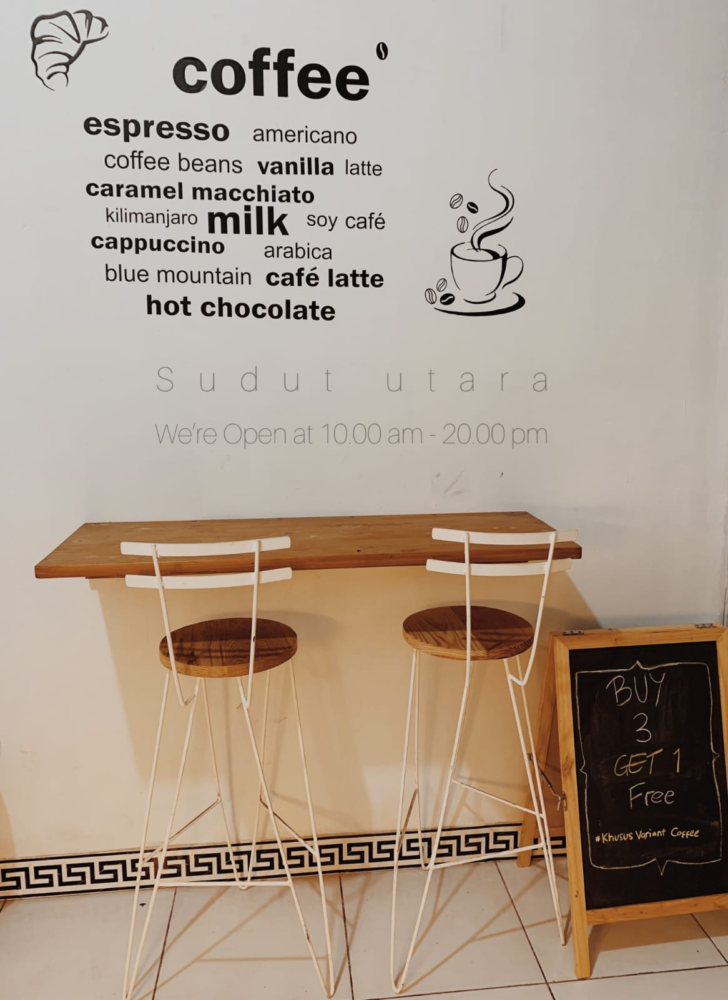 coffee
espresso americano
coffee beans vanilla latte
caramel macchiato
kilimanjaro milk soy café
cappuccino arabica
blue mountain café latte
hot chocolate
Sudut utara
We're Open at 10.00 am - 20.00 pm
BUY
3
GET 1
Free
*Khusus Variant Coffee